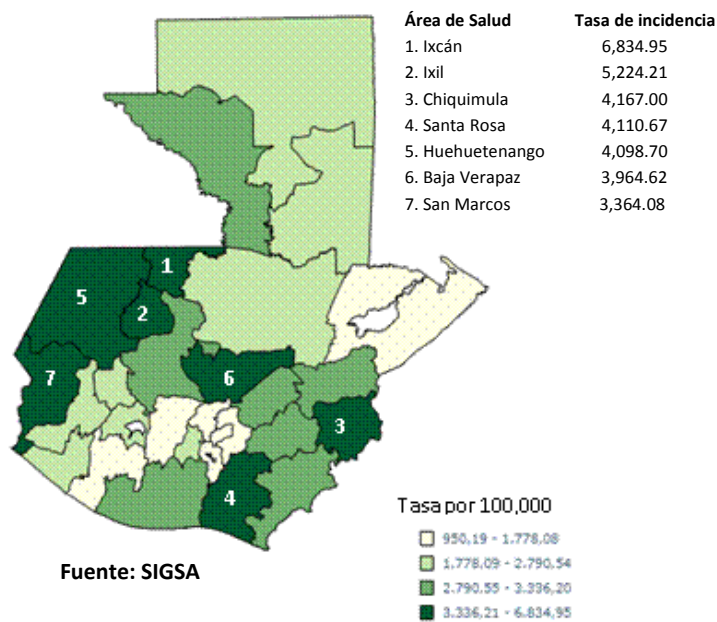 Área de Salud Tasa de incidencia
1. Ixcán 6,834.95
2. Ixil 5,224.21
3. Chiquimula 4,167.00
4. Santa Rosa 4,110.67
5. Huehuetenango 4,098.70
6. Baja Verapaz 3,964.62
7. San Marcos 3,364.08
1
5
2
7
6
3
4
Tasa por 100,000
950,19 - 1.778,08
1.778,09 - 2.790,54
2.790,55 - 3.336,20
3.336,21 - 6.834,95
Fuente: SIGSA